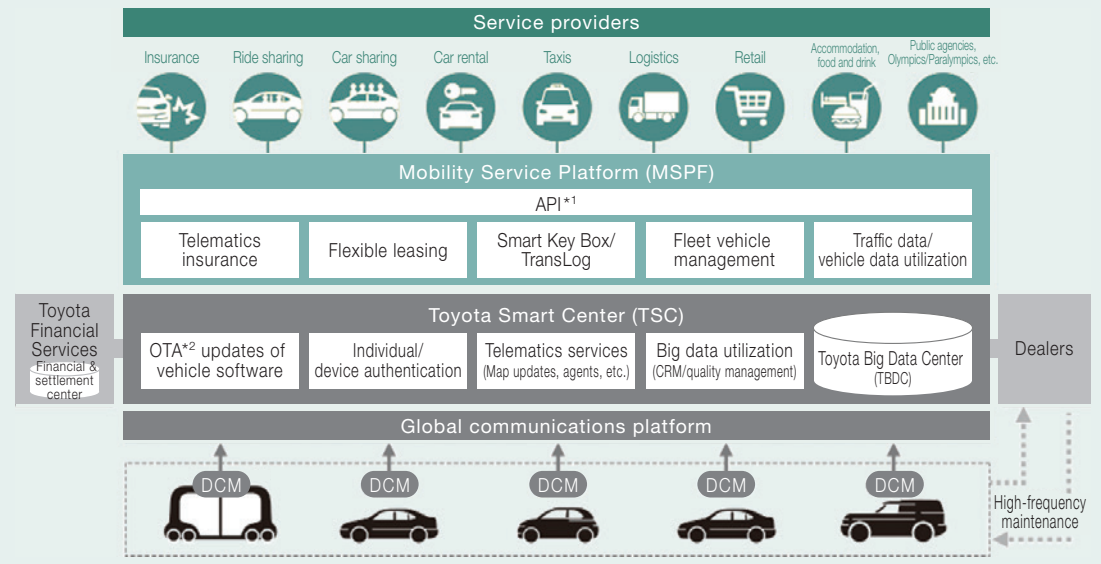 Service providers
Insurance
Ride sharing
Car sharing
Car rental
Taxis
Logistics
Retail
Accommodation,
food and drink
Public agencies,
Olympics/Paralympics, etc.
Mobility Service Platform (MSPF)
API*1
Telematics
insurance
Flexible leasing
Smart Key Box/
TransLog
Fleet vehicle
management
Traffic data/
vehicle data utilization
Toyota
Financial
Services
Financial &
settlement
center
Toyota Smart Center (TSC)
OTA*2 updates of
vehicle software
Individual/
device authentication
Telematics services
(Map updates, agents, etc.)
Big data utilization
(CRM/quality management)
Toyota Big Data Center
(TBDC)
Dealers
Global communications platform
DCM
DCM
DCM
DCM
DCM
High-frequency
maintenance